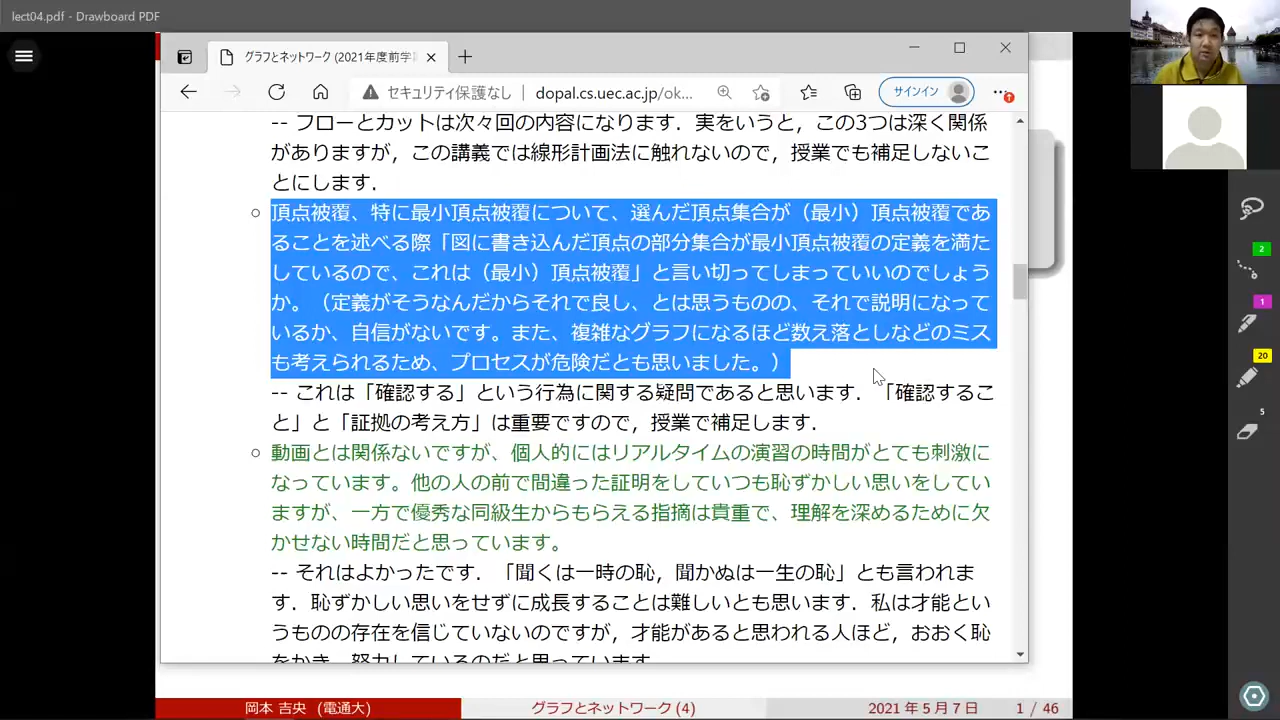 lect04.pdf - Drawboard PDF
グラフとネットワーク (2021年度前学
セキュリティ保護なし
dopal.cs.uec.ac.jp/ok...
サインイン
-- フローとカットは次々回の内容になります．実をいうと，この3つは深く関係
がありますが，この講義では線形計画法に触れないので，授業でも補足しないこ
とにします．
頂点被覆、特に最小頂点被覆について、選んだ頂点集合が（最小）頂点被覆であ
ることを述べる際「図に書き込んだ頂点の部分集合が最小頂点被覆の定義を満た
しているので、これは（最小）頂点被覆」と言い切ってしまっていいのでしょう
か。（定義がそうなんだからそれで良し、とは思うものの、それで説明になって
いるか、自信がないです。また、複雑なグラフになるほど数え落としなどのミス
も考えられるため、プロセスが危険だとも思いました。）
-- これは「確認する」という行為に関する疑問であると思います．「確認するこ
と」と「証拠の考え方」は重要ですので，授業で補足します．
動画とは関係ないですが、個人的にはリアルタイムの演習の時間がとても刺激に
なっています。他の人の前で間違った証明をしていつも恥ずかしい思いをしてい
ますが、一方で優秀な同級生からもらえる指摘は貴重で、理解を深めるために欠
かせない時間だと思っています。
-- それはよかったです．「聞くは一時の恥，聞かぬは一生の恥」とも言われま
す．恥ずかしい思いをせずに成長することは難しいとも思います．私は才能とい
うものの存在を信じていないのですが，才能があると思われる人ほど，おおく恥
をかき，努力しているのだと思っています．
2
1
20
5
岡本 吉央 (電通大)
グラフとネットワーク (4)
2021 年 5 月 7 日
1 / 46